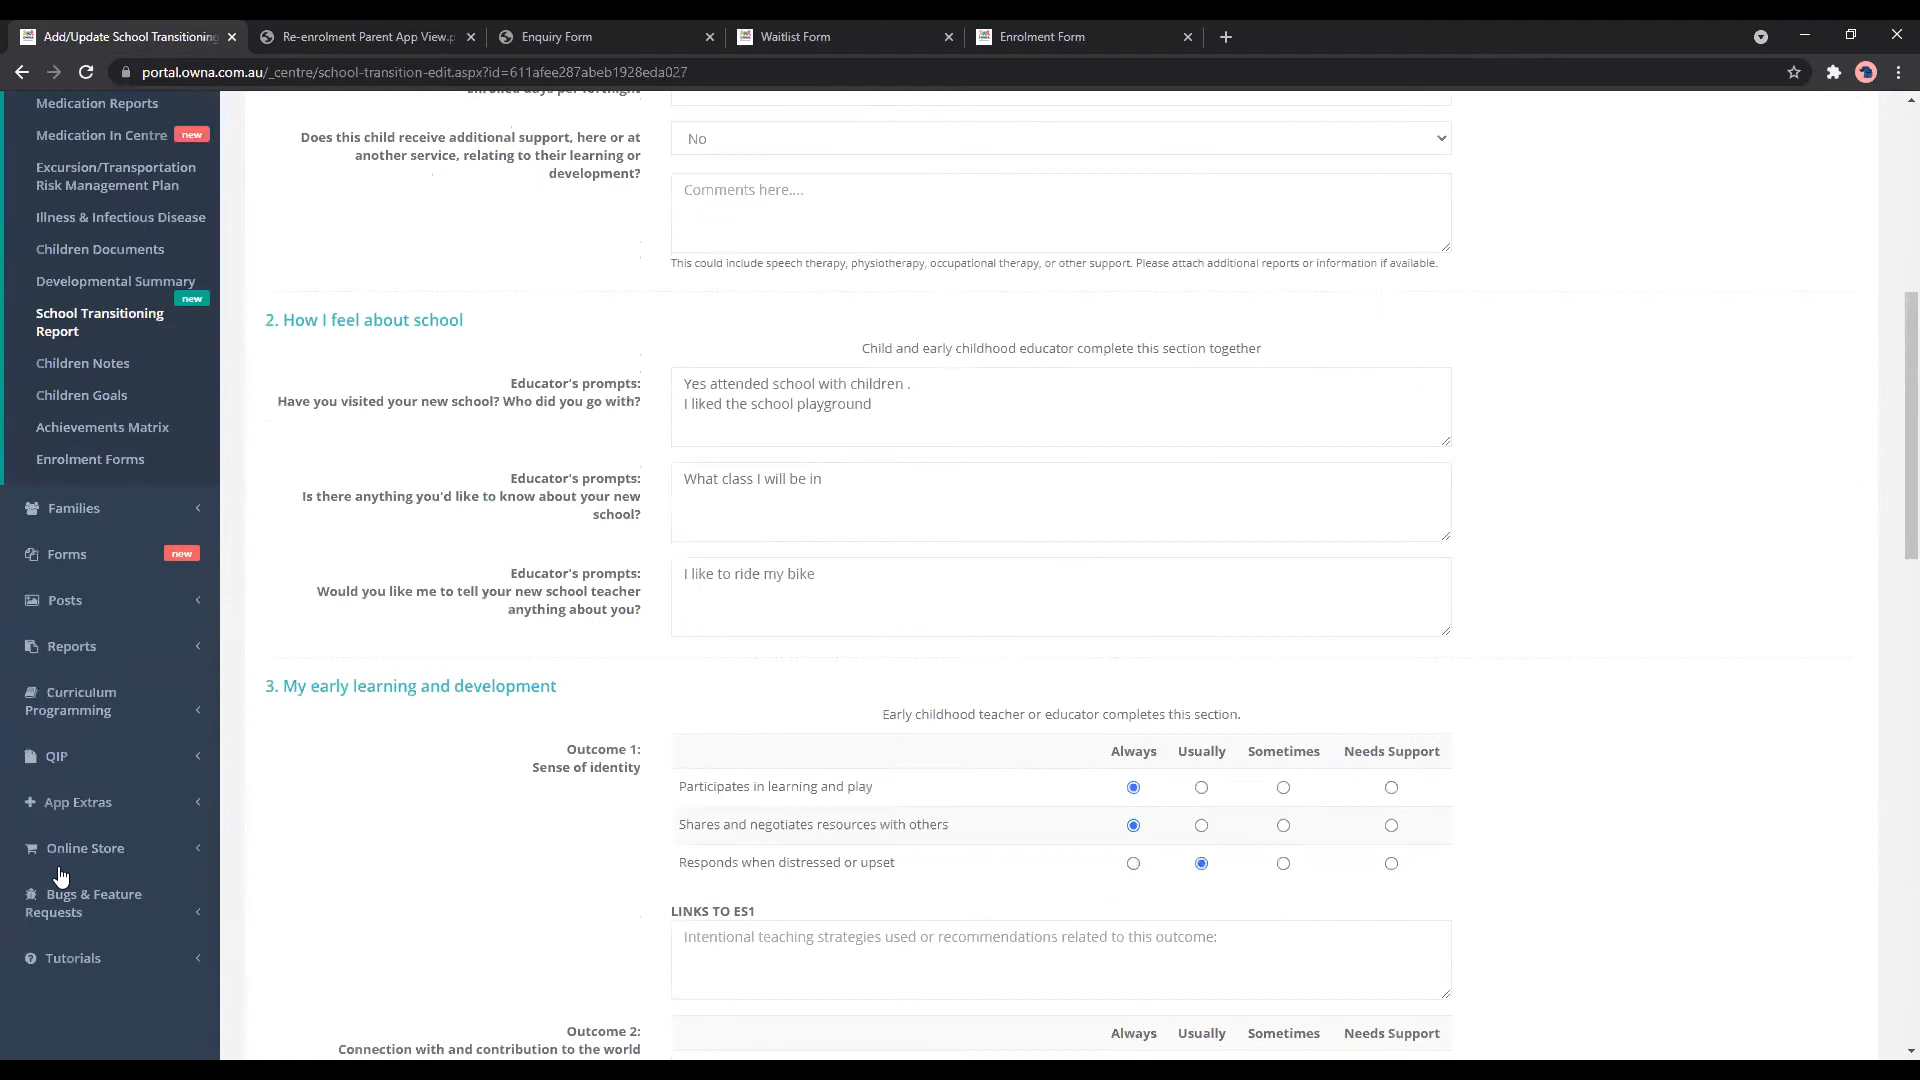 Add/Update School Transitioning
Re-enrolment Parent App View.p
Enquiry Form
Waitlist Form
Enrolment Form
portal.owna.com.au/_centre/school-transition-edit.aspx?id=611afee287abeb1928eda027
Medication Reports
Medication In Centre new
Excursion/Transportation
Risk Management Plan
Illness & Infectious Disease
Children Documents
Developmental Summary
new
School Transitioning
Report
Children Notes
Children Goals
Achievements Matrix
Enrolment Forms
Families
Forms new
Posts
Reports
Curriculum
Programming
QIP
App Extras
Online Store
Bugs & Feature
Requests
Tutorials
Enrolled days per fortnight
Does this child receive additional support, here or at
another service, relating to their learning or
development?
No
Comments here....
This could include speech therapy, physiotherapy, occupational therapy, or other support. Please attach additional reports or information if available.
2. How I feel about school
Child and early childhood educator complete this section together
Educator's prompts:
Have you visited your new school? Who did you go with?
Yes attended school with children .
I liked the school playground
Educator's prompts:
Is there anything you'd like to know about your new
school?
What class I will be in
Educator's prompts:
Would you like me to tell your new school teacher
anything about you?
I like to ride my bike
3. My early learning and development
Early childhood teacher or educator completes this section.
Outcome 1:
Sense of identity
Always Usually Sometimes Needs Support
Participates in learning and play
Shares and negotiates resources with others
Responds when distressed or upset
LINKS TO ES1
Intentional teaching strategies used or recommendations related to this outcome:
Outcome 2:
Connection with and contribution to the world
Always Usually Sometimes Needs Support